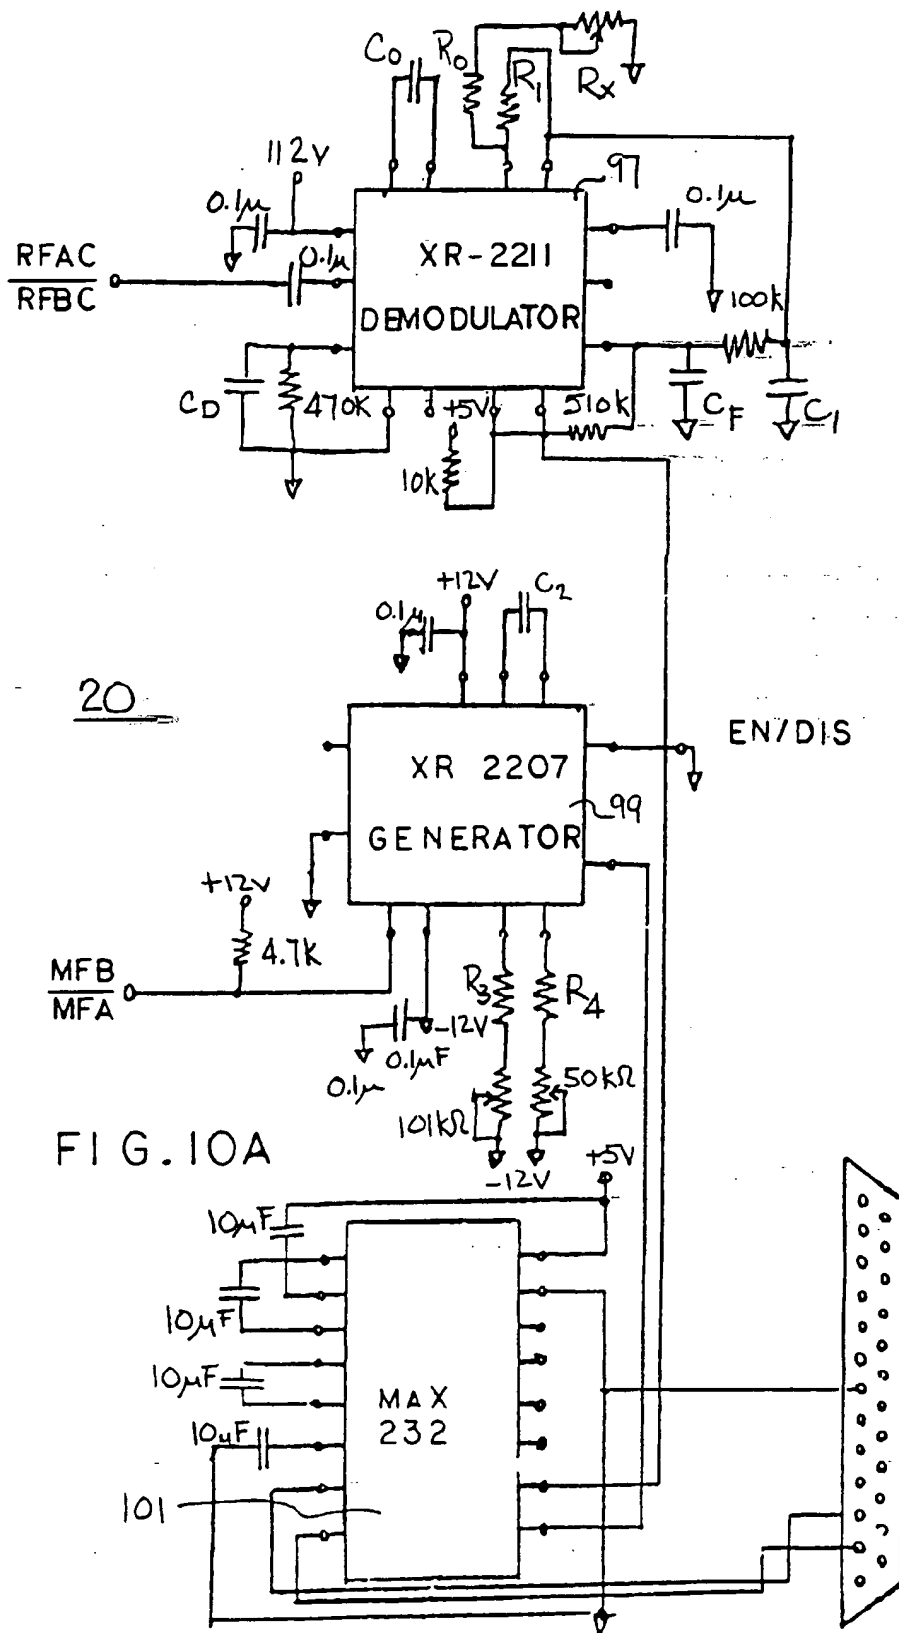 C0
R0
R1
Rx
112V
97
0.1μ
0.1μ
RFAC
RFBC
0.1μ
XR-2211
DEMODULATOR
100k
CD
470K
+5V
510k
CF
C1
10k
+12V
C2
0.1μ
20
EN/DIS
XR 2207
GENERATOR
99
+12V
4.7K
MFB
MFA
R3
R4
-12V
0.1μF
0.1μ
101kΩ
50kΩ
FIG.10A
-12V
+5V
10μF
10μF
10μF
10μF
MAX
232
101